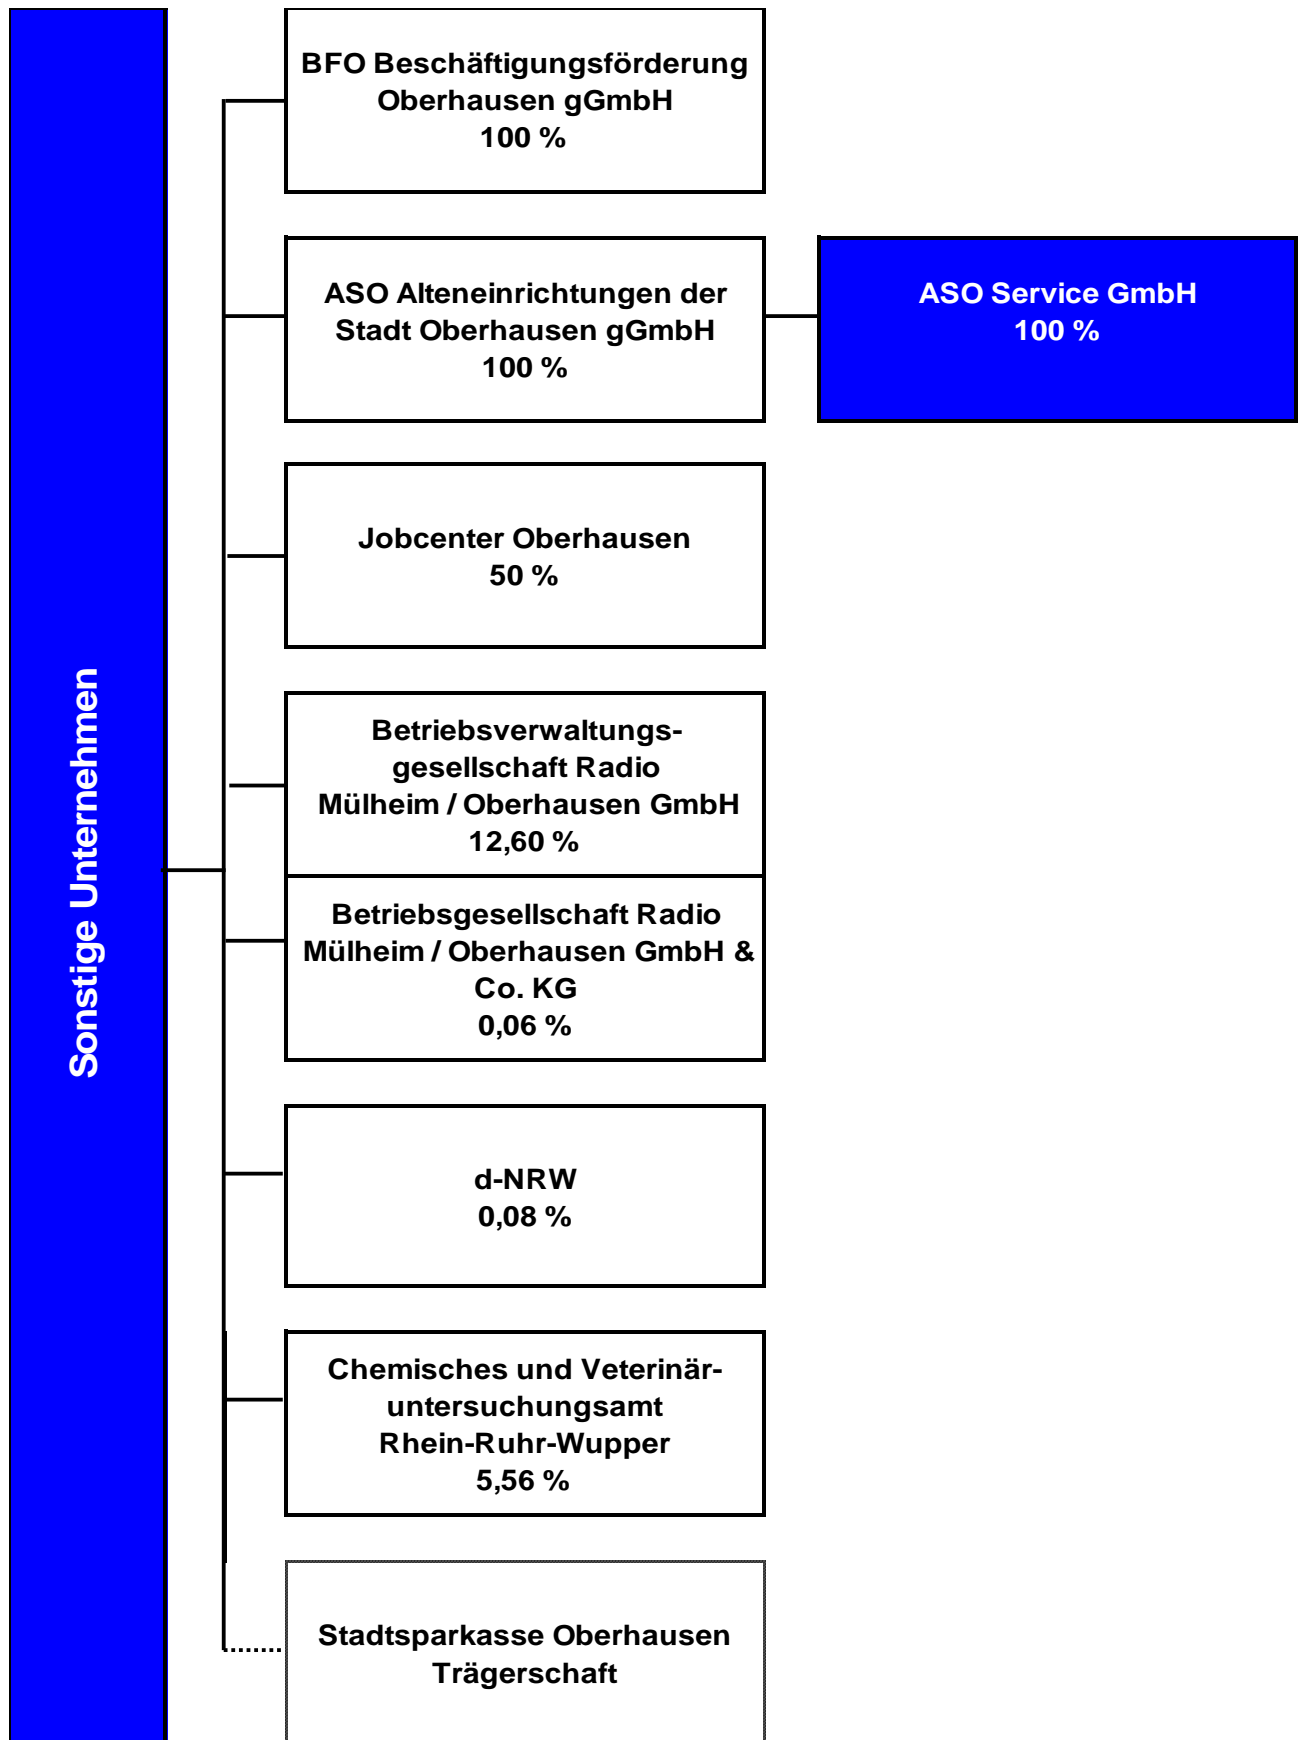 Sonstige Unternehmen
BFO Beschäftigungsförderung
Oberhausen gGmbH
100 %
ASO Alteneinrichtungen der
Stadt Oberhausen gGmbH
100 %
ASO Service GmbH
100 %
Jobcenter Oberhausen
50 %
Betriebsverwaltungs-
gesellschaft Radio
Mülheim / Oberhausen GmbH
12,60 %
Betriebsgesellschaft Radio
Mülheim / Oberhausen GmbH &
Co. KG
0,06 %
d-NRW
0,08 %
Chemisches und Veterinär-
untersuchungsamt
Rhein-Ruhr-Wupper
5,56 %
Stadtsparkasse Oberhausen
Trägerschaft